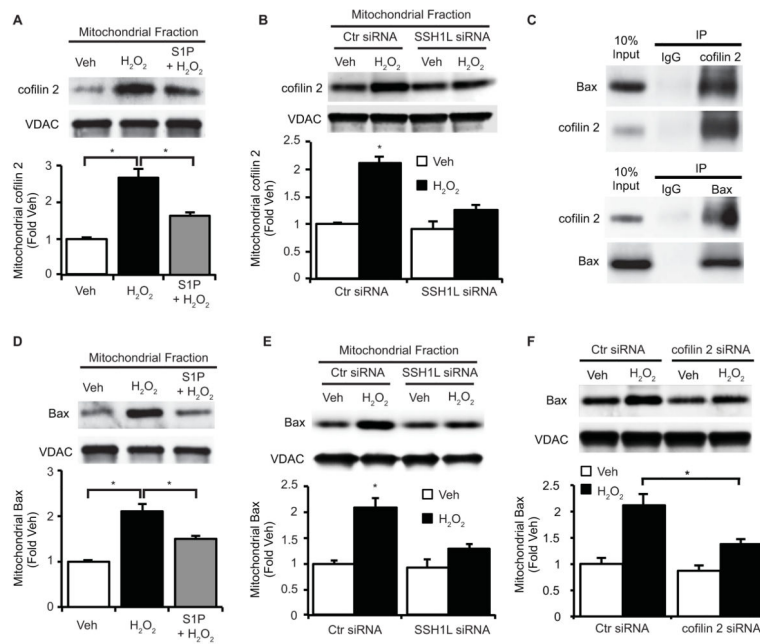 A
Mitochondrial Fraction
Veh H₂O₂ S1P + H₂O₂
cofilin 2
VDAC
Mitochondrial cofilin 2
(Fold Veh)
3
2
1
0
* *
Veh H₂O₂ S1P + H₂O₂
B
Mitochondrial Fraction
Ctr siRNA SSH1L siRNA
Veh H₂O₂ Veh H₂O₂
cofilin 2
VDAC
Mitochondrial cofilin 2
(Fold Veh)
2.5
2
1.5
1
0.5
0
*
Veh
H₂O₂
Ctr siRNA SSH1L siRNA
C
10% Input
IP
IgG cofilin 2
Bax
cofilin 2
10% Input
IP
IgG Bax
cofilin 2
Bax
D
Mitochondrial Fraction
Veh H₂O₂ S1P + H₂O₂
Bax
VDAC
Mitochondrial Bax
(Fold Veh)
3
2
1
0
* *
Veh H₂O₂ S1P + H₂O₂
E
Mitochondrial Fraction
Ctr siRNA SSH1L siRNA
Veh H₂O₂ Veh H₂O₂
Bax
VDAC
Mitochondrial Bax
(Fold Veh)
2.5
2
1.5
1
0.5
0
*
Veh
H₂O₂
Ctr siRNA SSH1L siRNA
F
Ctr siRNA cofilin 2 siRNA
Veh H₂O₂ Veh H₂O₂
Bax
VDAC
Mitochondrial Bax
(Fold Veh)
2.5
2
1.5
1
0.5
0
Veh
H₂O₂
*
Ctr siRNA cofilin 2 siRNA